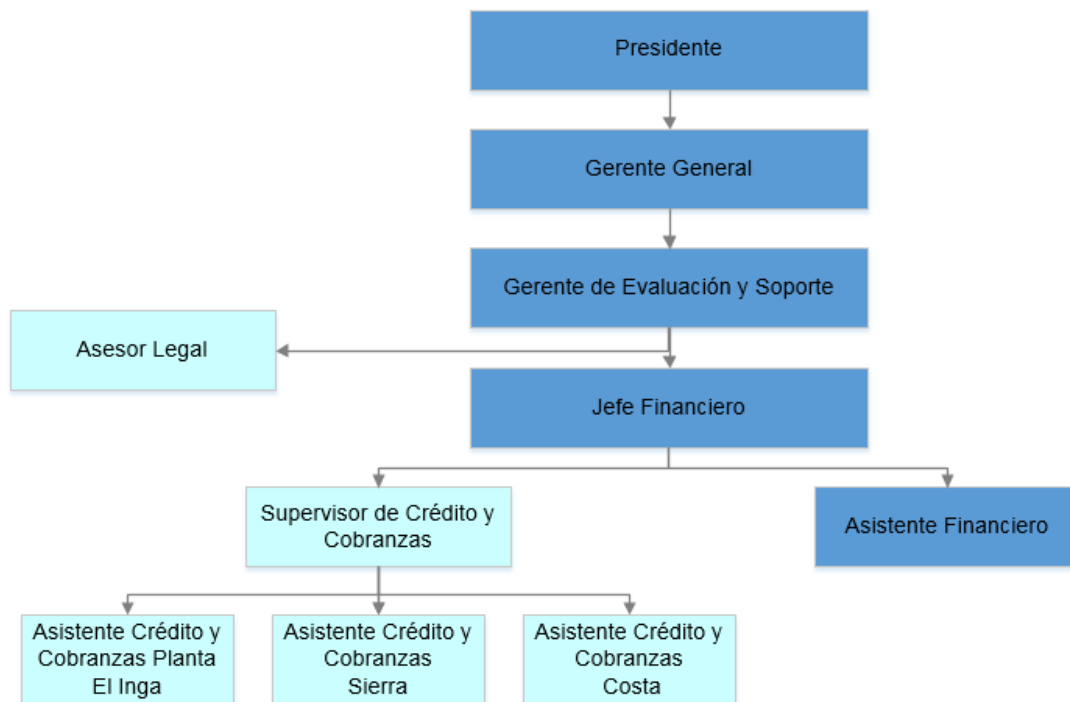 Presidente
Gerente General
Gerente de Evaluación y Soporte
Asesor Legal
Jefe Financiero
Supervisor de Crédito y
Cobranzas
Asistente Financiero
Asistente Crédito y
Cobranzas Planta
El Inga
Asistente Crédito y
Cobranzas
Sierra
Asistente Crédito y
Cobranzas
Costa